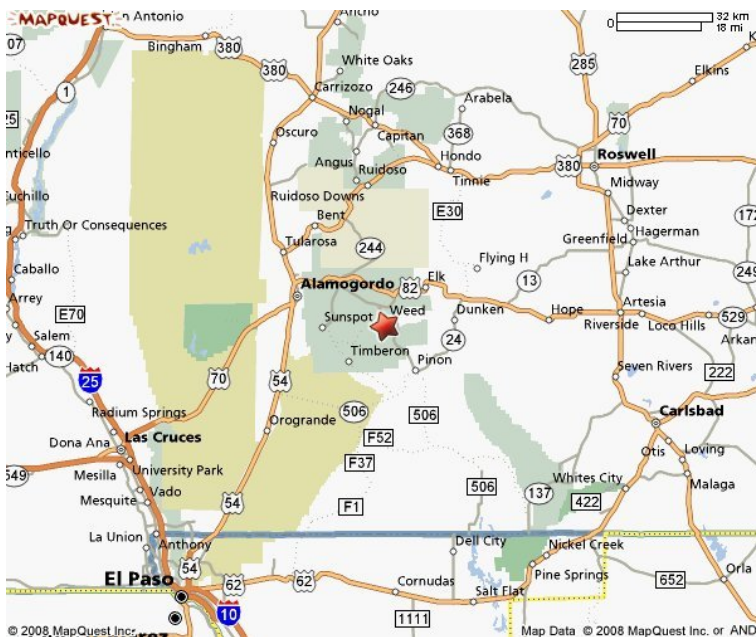 MAPQUEST
32 km
0
18 mi
San Antonio
Bingham
380
Ancho
White Oaks
285
Elkins
1
380
Carrizozo
246
Arabela
Nogal
Capitan
368
70
Oscuro
Angus
Ruidoso
Hondo
Tinnie
380
Roswell
Ruidoso Downs
Midway
Bent
E30
Dexter
172
Truth Or Consequences
Tularosa
244
Hagerman
Greenfield
Caballo
Flying H
Lake Arthur
249
Alamogordo
82
Elk
13
Arrey
E70
Sunspot
Weed
Dunken
Hope
Artesia
529
Salem
Riverside
Loco Hills
140
Timberon
24
Hatch
Pinon
25
70
54
Seven Rivers
222
Radium Springs
506
506
Carlsbad
Dona Ana
Las Cruces
Orogrande
F52
Otis
Loving
549
Mesilla
University Park
F37
Whites City
Malaga
Vado
506
137
422
Mesquite
54
F1
La Union
Anthony
Dell City
Nickel Creek
54
Pine Springs
El Paso
62
62
Cornudas
652
Orla
Salt Flat
10
1111
© 2008 MapQuest Inc.
Map Data © 2008 MapQuest Inc. or AND